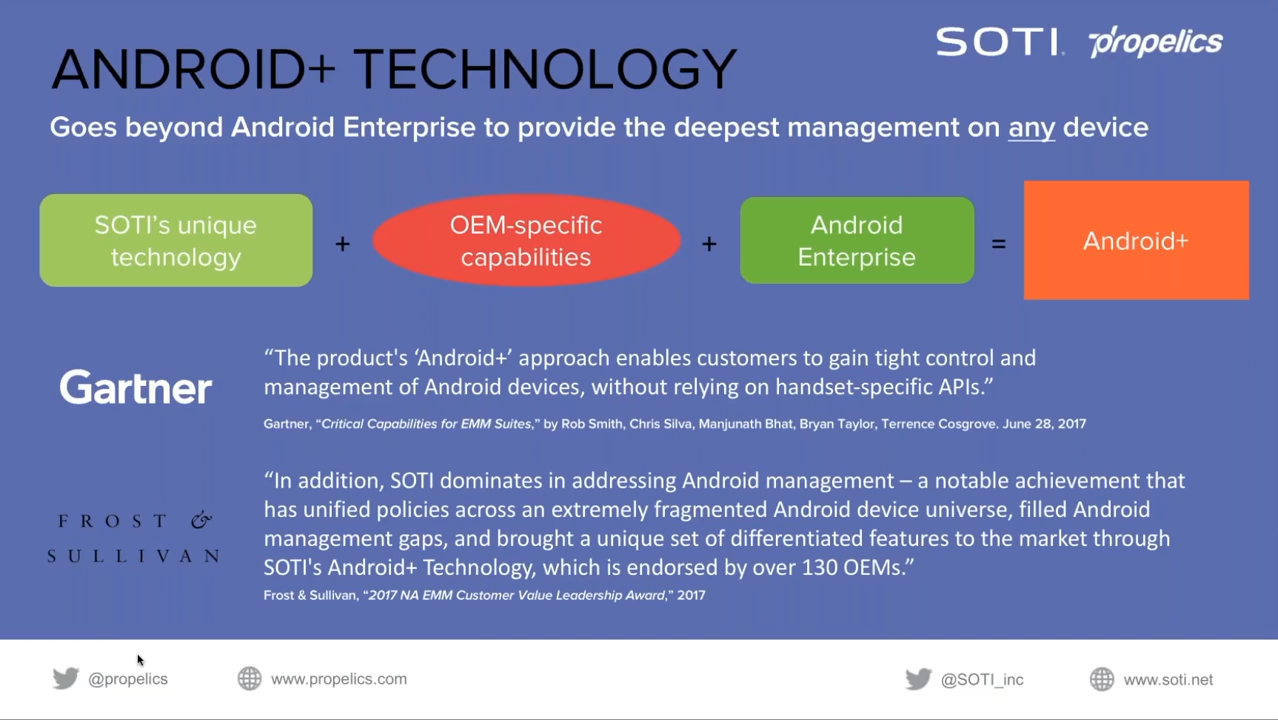 SOTI propelics
ANDROID+ TECHNOLOGY
Goes beyond Android Enterprise to provide the deepest management on any device
SOTI's unique
technology
+
OEM-specific
capabilities
+
Android
Enterprise
=
Android+
Gartner
“The product's ‘Android+’ approach enables customers to gain tight control and
management of Android devices, without relying on handset-specific APIs.”
Gartner, “Critical Capabilities for EMM Suites,” by Rob Smith, Chris Silva, Manjunath Bhat, Bryan Taylor, Terrence Cosgrove. June 28, 2017
FROST &
SULLIVAN
“In addition, SOTI dominates in addressing Android management – a notable achievement that
has unified policies across an extremely fragmented Android device universe, filled Android
management gaps, and brought a unique set of differentiated features to the market through
SOTI's Android+ Technology, which is endorsed by over 130 OEMs.”
Frost & Sullivan, “2017 NA EMM Customer Value Leadership Award,” 2017
@propelics www.propelics.com @SOTI_inc www.soti.net